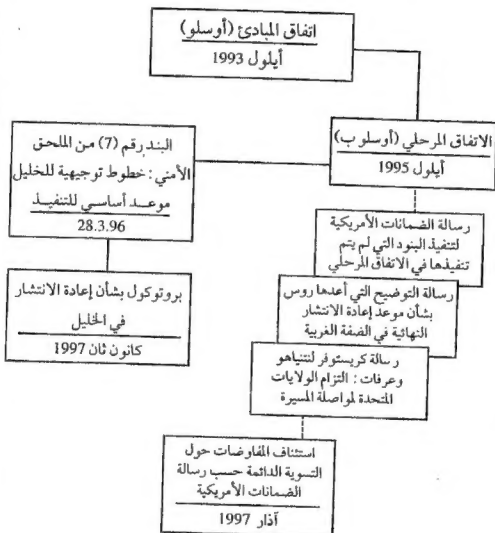 اتفاق المبادئ (أوسلو)
أيلول 1993
الاتفاق المرحلي (أوسلو ب)
أيلول 1995
البند رقم (7) من الملحق
الأمني : خطوط توجيهية للخليل
موعد أساسي للتنفيذ
28.3.96
بروتوكول بشأن إعادة الانتشار
في الخليل
كانون ثان 1997
رسالة الضمانات الأمريكية
لتنفيذ البنود التي لم يتم
تنفيذها في الاتفاق المرحلي
رسالة التوضيح التي أعدها روس
بشأن موعد إعادة الانتشار
النهائية في الضفة الغربية
رسالة كريستوفر لنتنياهو
وعرفات : التزام الولايات
المتحدة لمواصلة المسيرة
استئناف المفاوضات حول
التسوية الدائمة حسب رسالة
الضمانات الأمريكية
آذار 1997